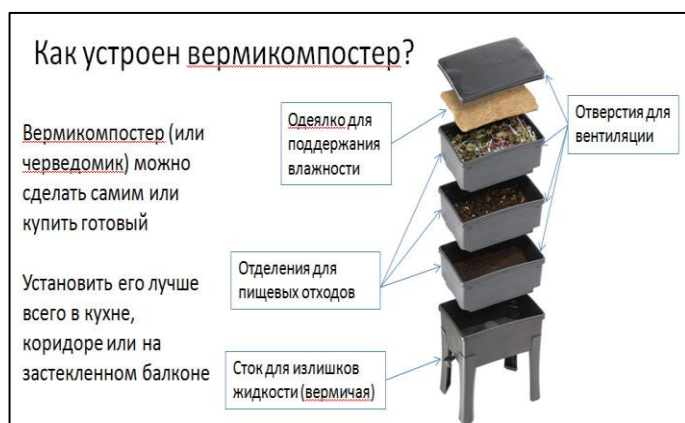 Как устроен вермикомпостер?
Вермикомпостер (или
черведомик) можно
сделать самим или
купить готовый
Установить его лучше
всего в кухне,
коридоре или на
застекленном балконе
Одеялко для
поддержания
влажности
Отверстия для
вентиляции
Отделения для
пищевых отходов
Сток для излишков
жидкости (вермичая)